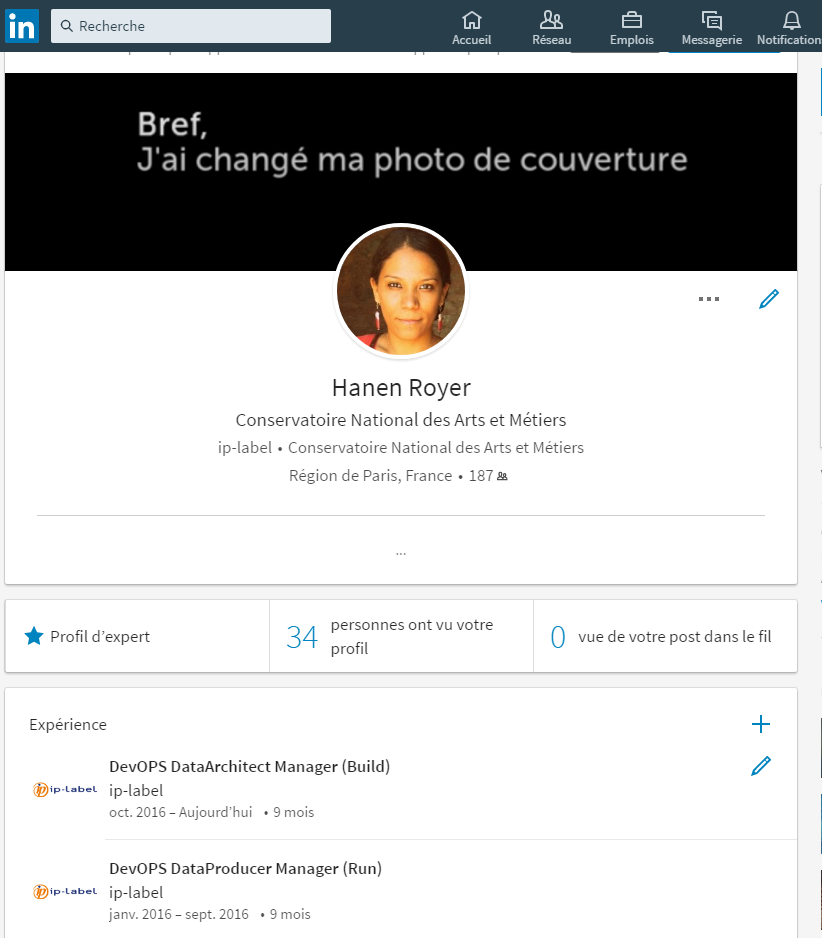 in
Recherche
Accueil
Réseau
Emplois
Messagerie
Notification
Bref,
J'ai changé ma photo de couverture
Hanen Royer
Conservatoire National des Arts et Métiers
ip-label • Conservatoire National des Arts et Métiers
Région de Paris, France • 187
...
Profil d'expert
34 personnes ont vu votre
profil
0 vue de votre post dans le fil
Expérience
DevOPS DataArchitect Manager (Build)
ip-label
ip-label
oct. 2016 – Aujourd'hui • 9 mois
DevOPS DataProducer Manager (Run)
ip-label
ip-label
janv. 2016 – sept. 2016 • 9 mois